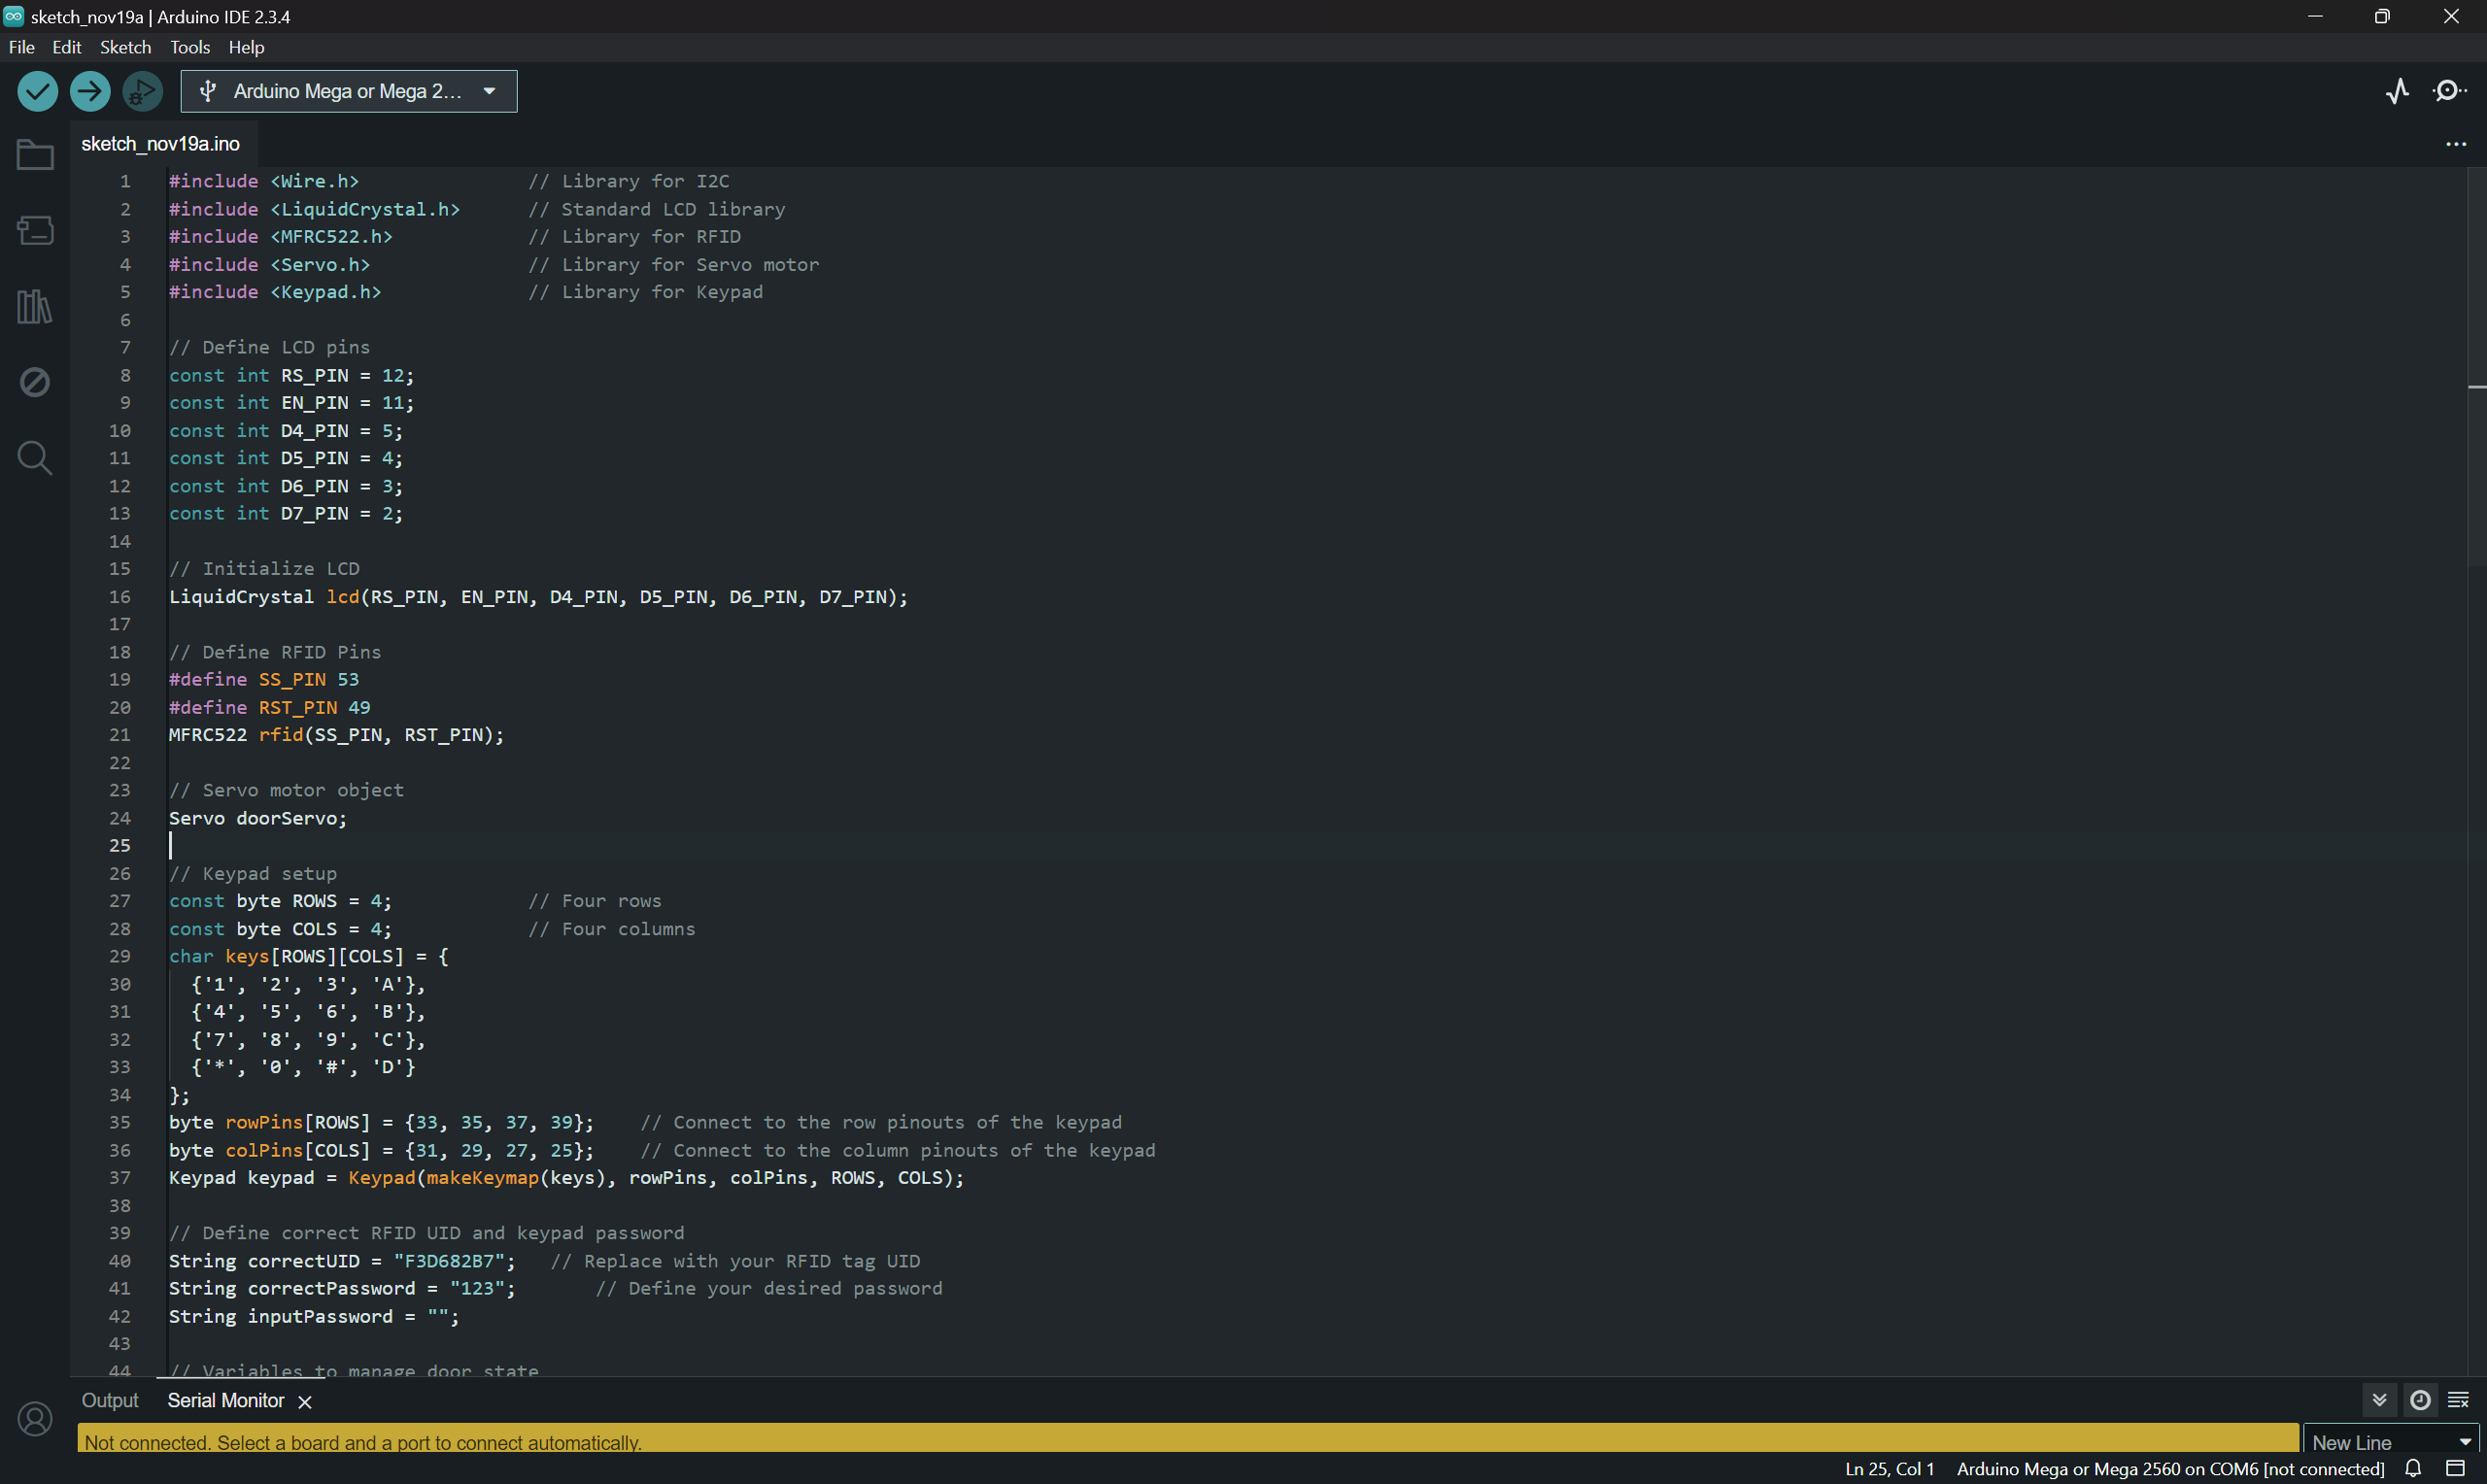 sketch_nov19a | Arduino IDE 2.3.4
File Edit Sketch Tools Help
Arduino Mega or Mega 2...
sketch_nov19a.ino
1 #include <Wire.h> // Library for I2C
2 #include <LiquidCrystal.h> // Standard LCD library
3 #include <MFRC522.h> // Library for RFID
4 #include <Servo.h> // Library for Servo motor
5 #include <Keypad.h> // Library for Keypad
6
7 // Define LCD pins
8 const int RS_PIN = 12;
9 const int EN_PIN = 11;
10 const int D4_PIN = 5;
11 const int D5_PIN = 4;
12 const int D6_PIN = 3;
13 const int D7_PIN = 2;
14
15 // Initialize LCD
16 LiquidCrystal lcd(RS_PIN, EN_PIN, D4_PIN, D5_PIN, D6_PIN, D7_PIN);
17
18 // Define RFID Pins
19 #define SS_PIN 53
20 #define RST_PIN 49
21 MFRC522 rfid(SS_PIN, RST_PIN);
22
23 // Servo motor object
24 Servo doorServo;
25
26 // Keypad setup
27 const byte ROWS = 4; // Four rows
28 const byte COLS = 4; // Four columns
29 char keys[ROWS][COLS] = {
30 {'1', '2', '3', 'A'},
31 {'4', '5', '6', 'B'},
32 {'7', '8', '9', 'C'},
33 {'*', '0', '#', 'D'}
34 };
35 byte rowPins[ROWS] = {33, 35, 37, 39}; // Connect to the row pinouts of the keypad
36 byte colPins[COLS] = {31, 29, 27, 25}; // Connect to the column pinouts of the keypad
37 Keypad keypad = Keypad(makeKeymap(keys), rowPins, colPins, ROWS, COLS);
38
39 // Define correct RFID UID and keypad password
40 String correctUID = "F3D682B7"; // Replace with your RFID tag UID
41 String correctPassword = "123"; // Define your desired password
42 String inputPassword = "";
43
44 // Variables to manage door state
Output Serial Monitor
Not connected. Select a board and a port to connect automatically.
New Line
Ln 25, Col 1 Arduino Mega or Mega 2560 on COM6 [not connected]